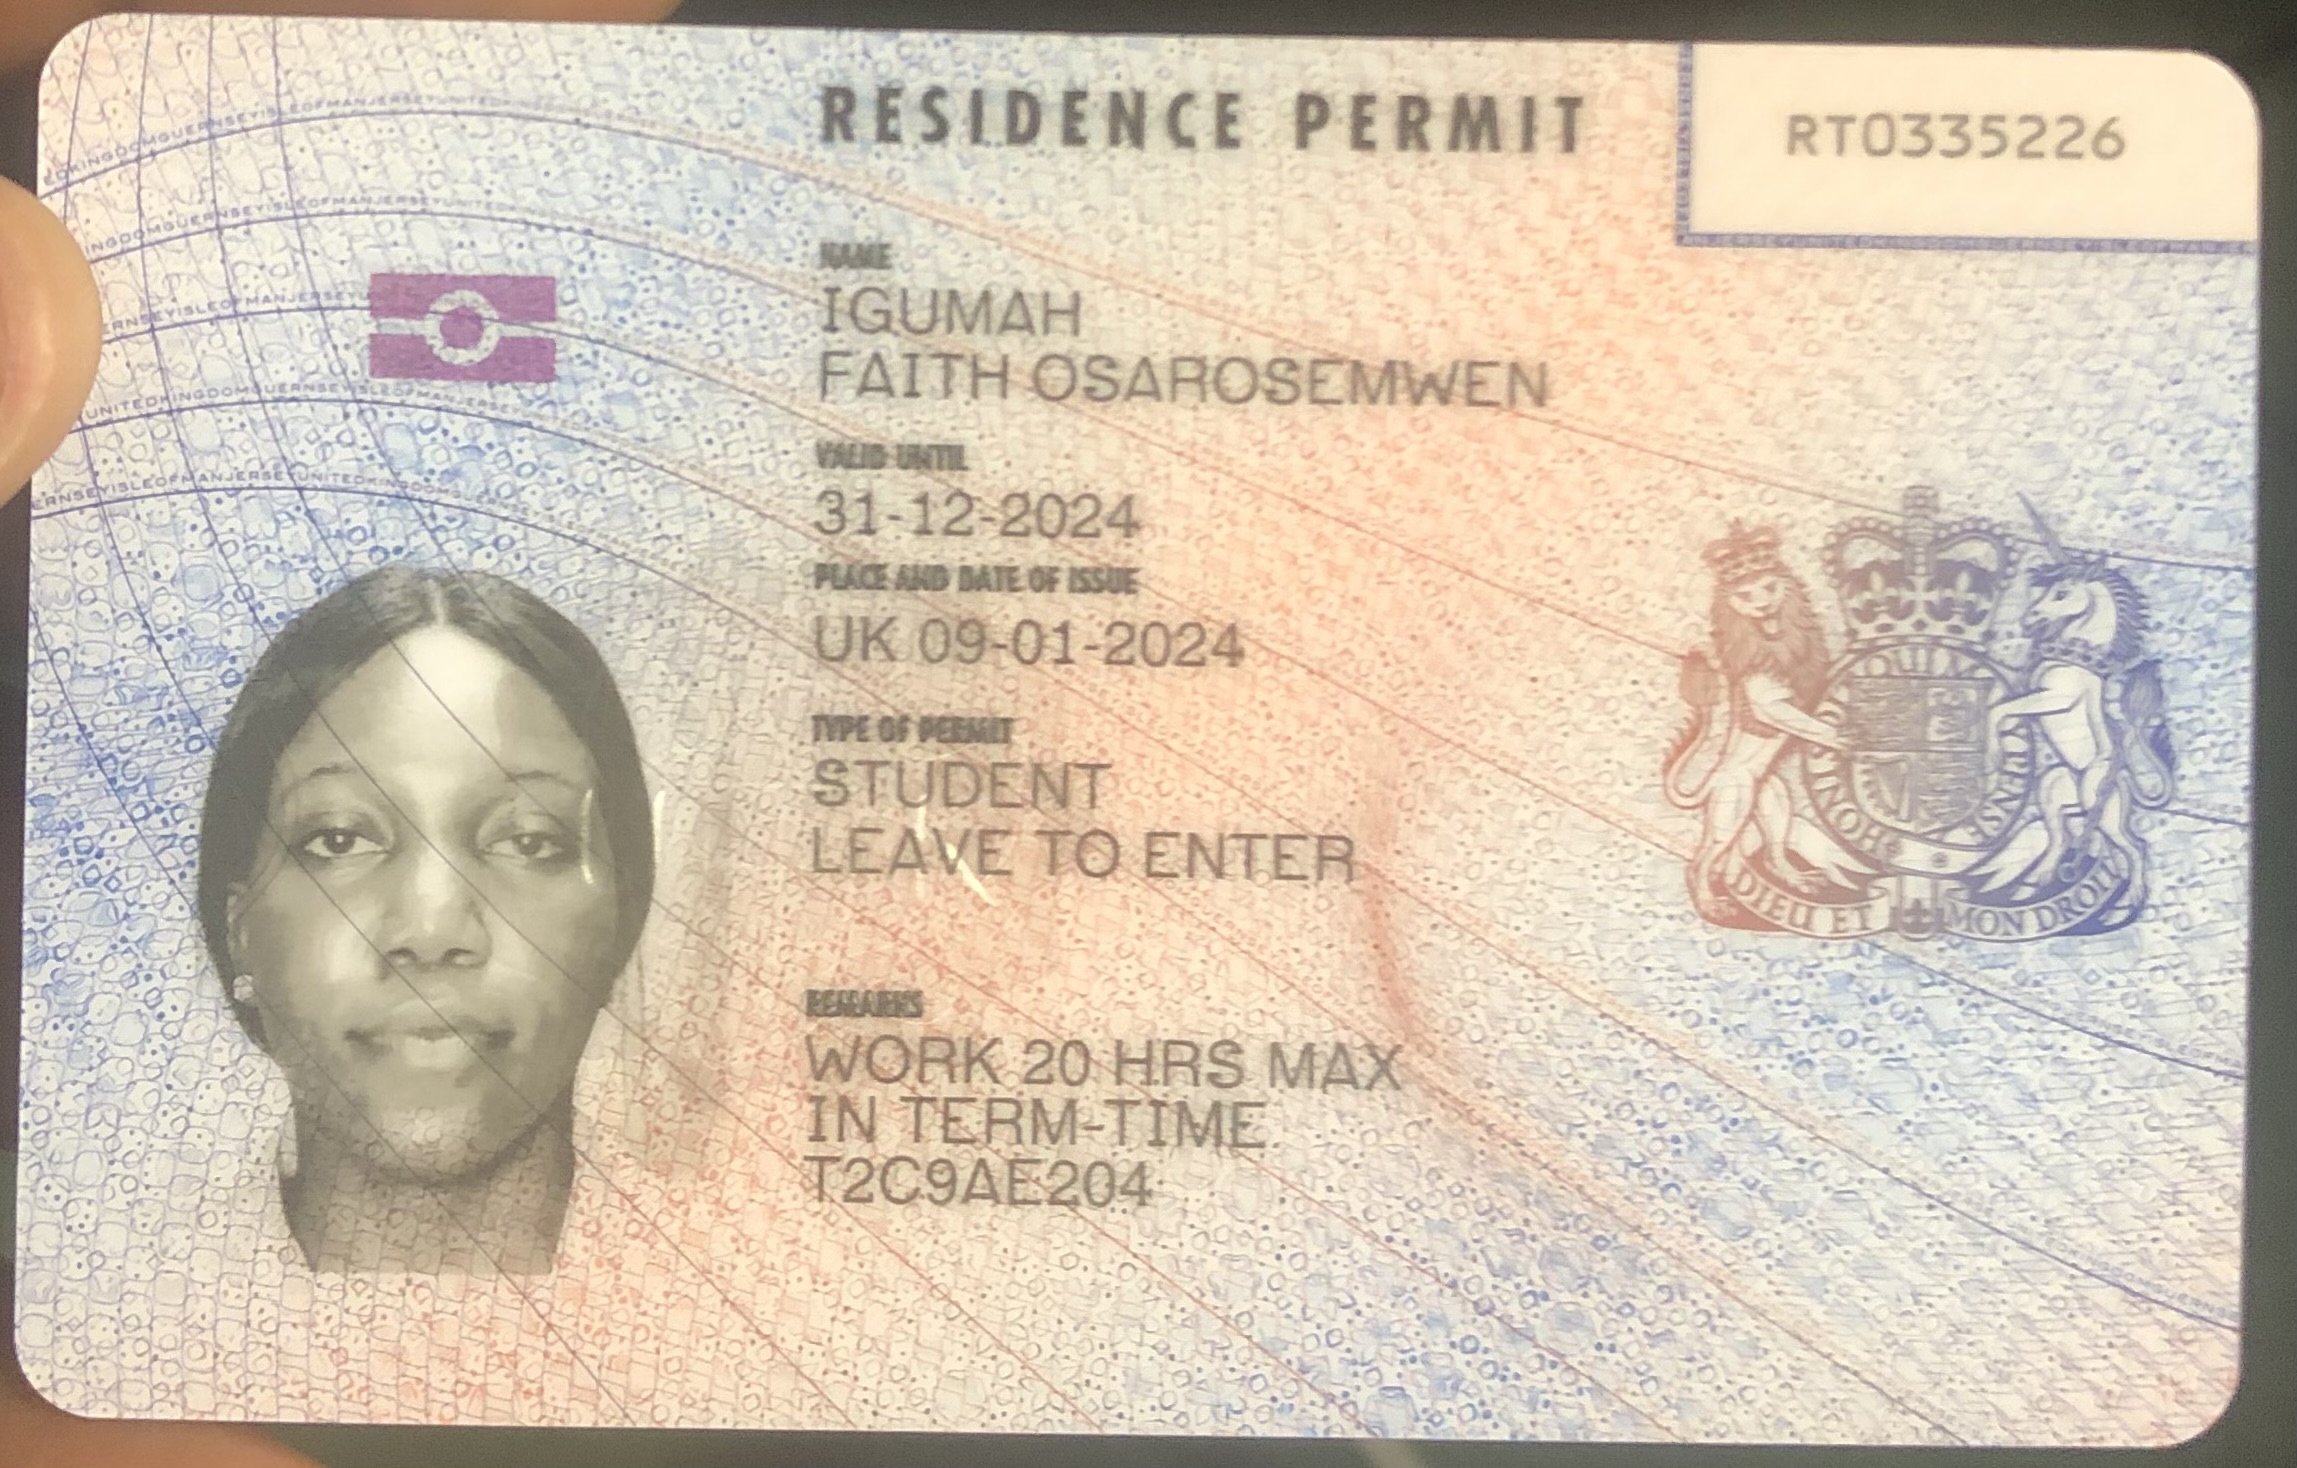 RESIDENCE PERMIT
RT0335226
NAME
IGUMAH
FAITH OSAROSEMWEN
VALID UNTIL
31-12-2024
PLACE AND DATE OF ISSUE
UK 09-01-2024
TYPE OF PERMIT
STUDENT
LEAVE TO ENTER
REMARKS
WORK 20 HRS MAX
IN TERM-TIME
T2C9AE204
DIEU ET MON DROIT